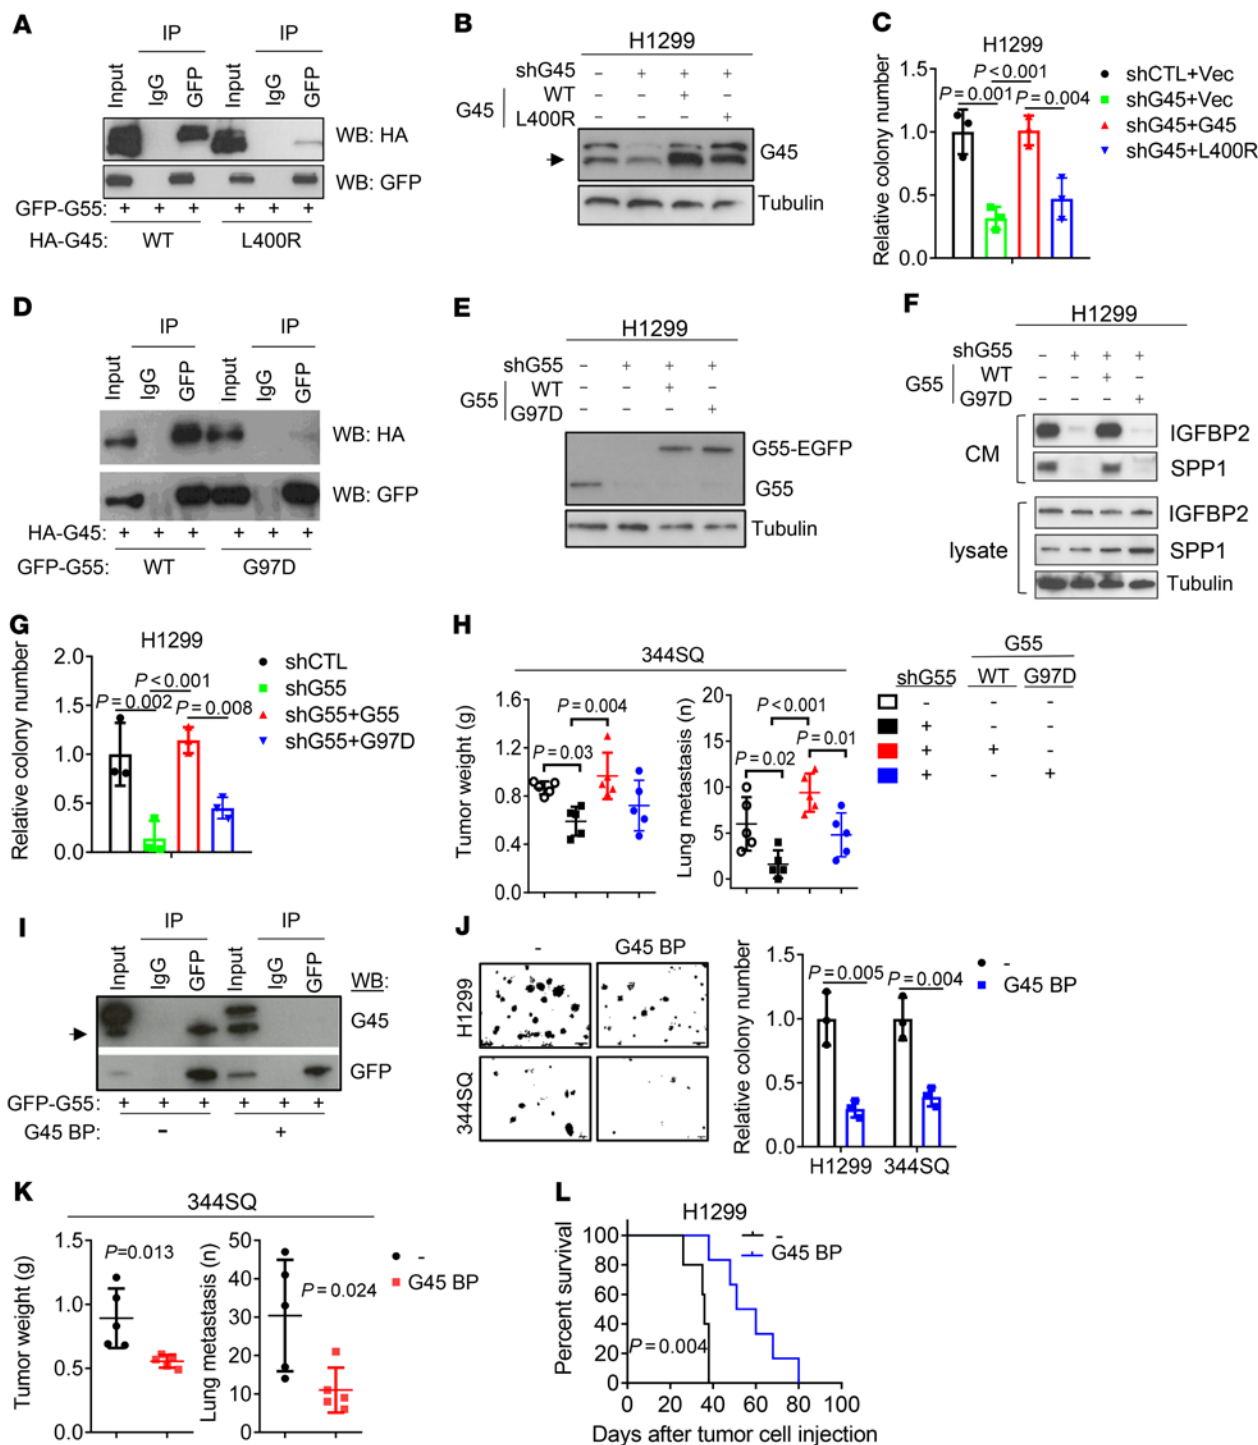 A
IP
IP
Input
IgG
GFP
Input
IgG
GFP
WB: HA
WB: GFP
GFP-G55: + + + + + +
HA-G45: WT L400R
B
H1299
shG45 - + + +
G45 WT - - + -
L400R - - - +
G45
Tubulin
C
H1299
P < 0.001
P = 0.001
P = 0.004
Relative colony number
1.5
1.0
0.5
0.0
shCTL+Vec
shG45+Vec
shG45+G45
shG45+L400R
D
IP
IP
Input
IgG
GFP
Input
IgG
GFP
WB: HA
WB: GFP
HA-G45: + + + + + +
GFP-G55: WT G97D
E
H1299
shG55 - + + +
G55 WT - - + -
G97D - - - +
G55-EGFP
G55
Tubulin
F
H1299
shG55 - + + +
G55 WT - - + -
G97D - - - +
CM
IGFBP2
SPP1
lysate
IGFBP2
SPP1
Tubulin
G
H1299
P < 0.001
P = 0.002
P = 0.008
Relative colony number
2.0
1.5
1.0
0.5
0.0
shCTL
shG55
shG55+G55
shG55+G97D
H
344SQ
Tumor weight (g)
1.6
1.2
0.8
0.4
0.0
P = 0.004
P = 0.03
Lung metastasis (n)
20
15
10
5
0
P < 0.001
P = 0.01
P = 0.02
G55
shG55 WT G97D
- - -
+ - -
+ + -
+ - +
I
IP
IP
Input
IgG
GFP
Input
IgG
GFP
WB:
G45
GFP
GFP-G55: + + + + + +
G45 BP: - +
J
- G45 BP
H1299
344SQ
Relative colony number
1.5
1.0
0.5
0.0
P = 0.005
P = 0.004
H1299 344SQ
-
G45 BP
K
344SQ
Tumor weight (g)
1.5
1.0
0.5
0.0
P=0.013
Lung metastasis (n)
50
40
30
20
10
0
P = 0.024
-
G45 BP
L
H1299
Percent survival
100
80
60
40
20
0
P = 0.004
-
G45 BP
0 20 40 60 80 100
Days after tumor cell injection